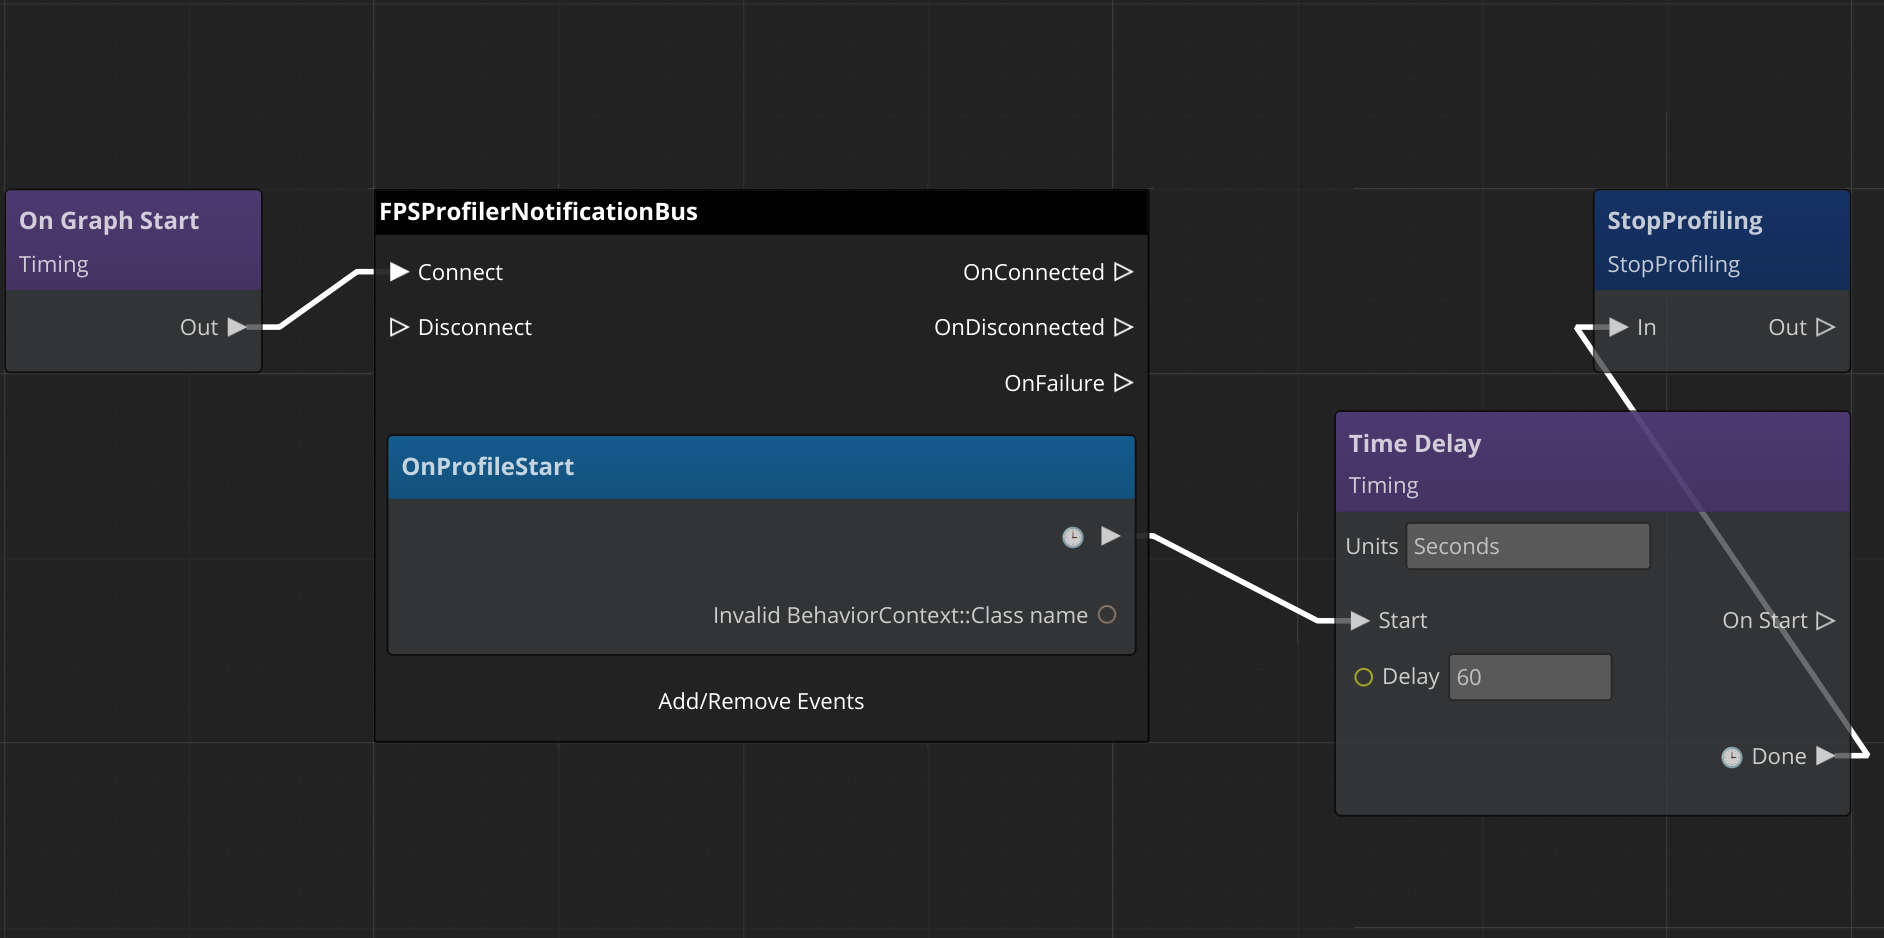 On Graph Start
Timing
Out
FPSProfilerNotificationBus
Connect
OnConnected
Disconnect
OnDisconnected
OnFailure
OnProfileStart
Invalid BehaviorContext::Class name
Add/Remove Events
StopProfiling
StopProfiling
In
Out
Time Delay
Timing
Units
Seconds
Start
On Start
Delay
60
Done